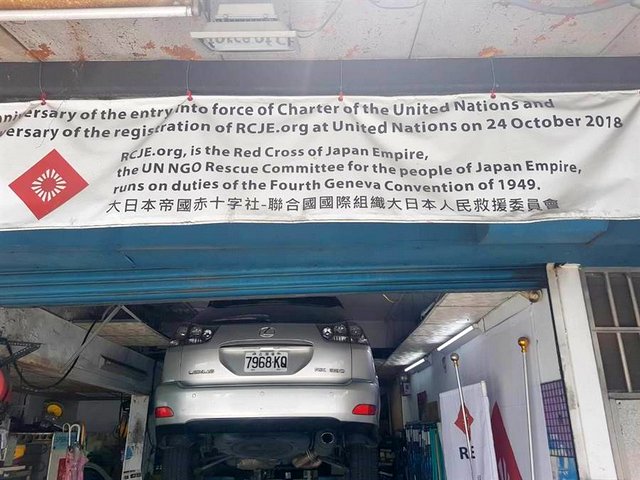 niversary of the entry into force of Charter of the United Nations and
versary of the registration of RCJE.org at United Nations on 24 October 2018
RCJE.org, is the Red Cross of Japan Empire,
the UN NGO Rescue Committee for the people of Japan Empire,
runs on duties of the Fourth Geneva Convention of 1949.
大日本帝國赤十字社-聯合國國際組織大日本人民救援委員會
7968·KQ
LEXUS
RX 330
RE